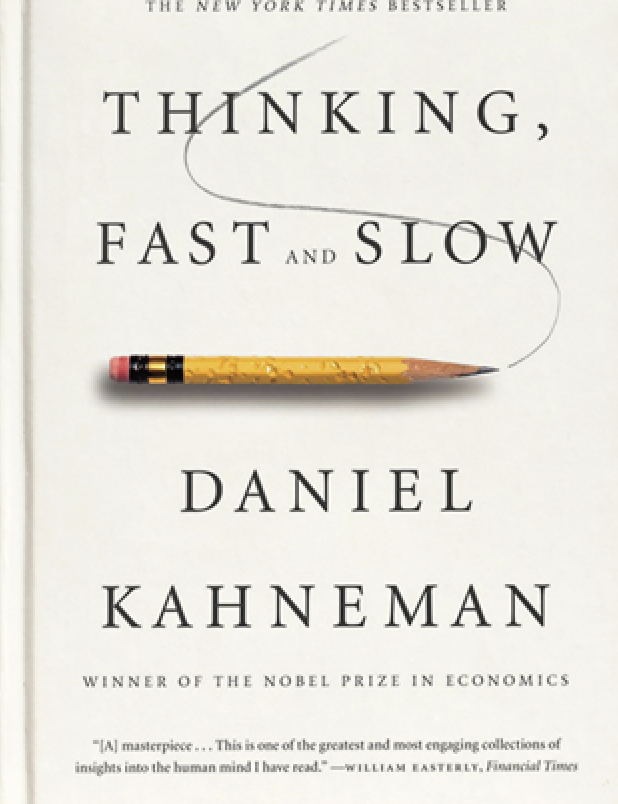 THE NEW YORK TIMES BESTSELLER
THINKING,
FAST AND SLOW
DANIEL
KAHNEMAN
WINNER OF THE NOBEL PRIZE IN ECONOMICS
"[A] masperpiece . . . This is one of the greatest and most engaging collections of
insights into the human mind I have read." —WILLIAM EASTERLY, Financial Times